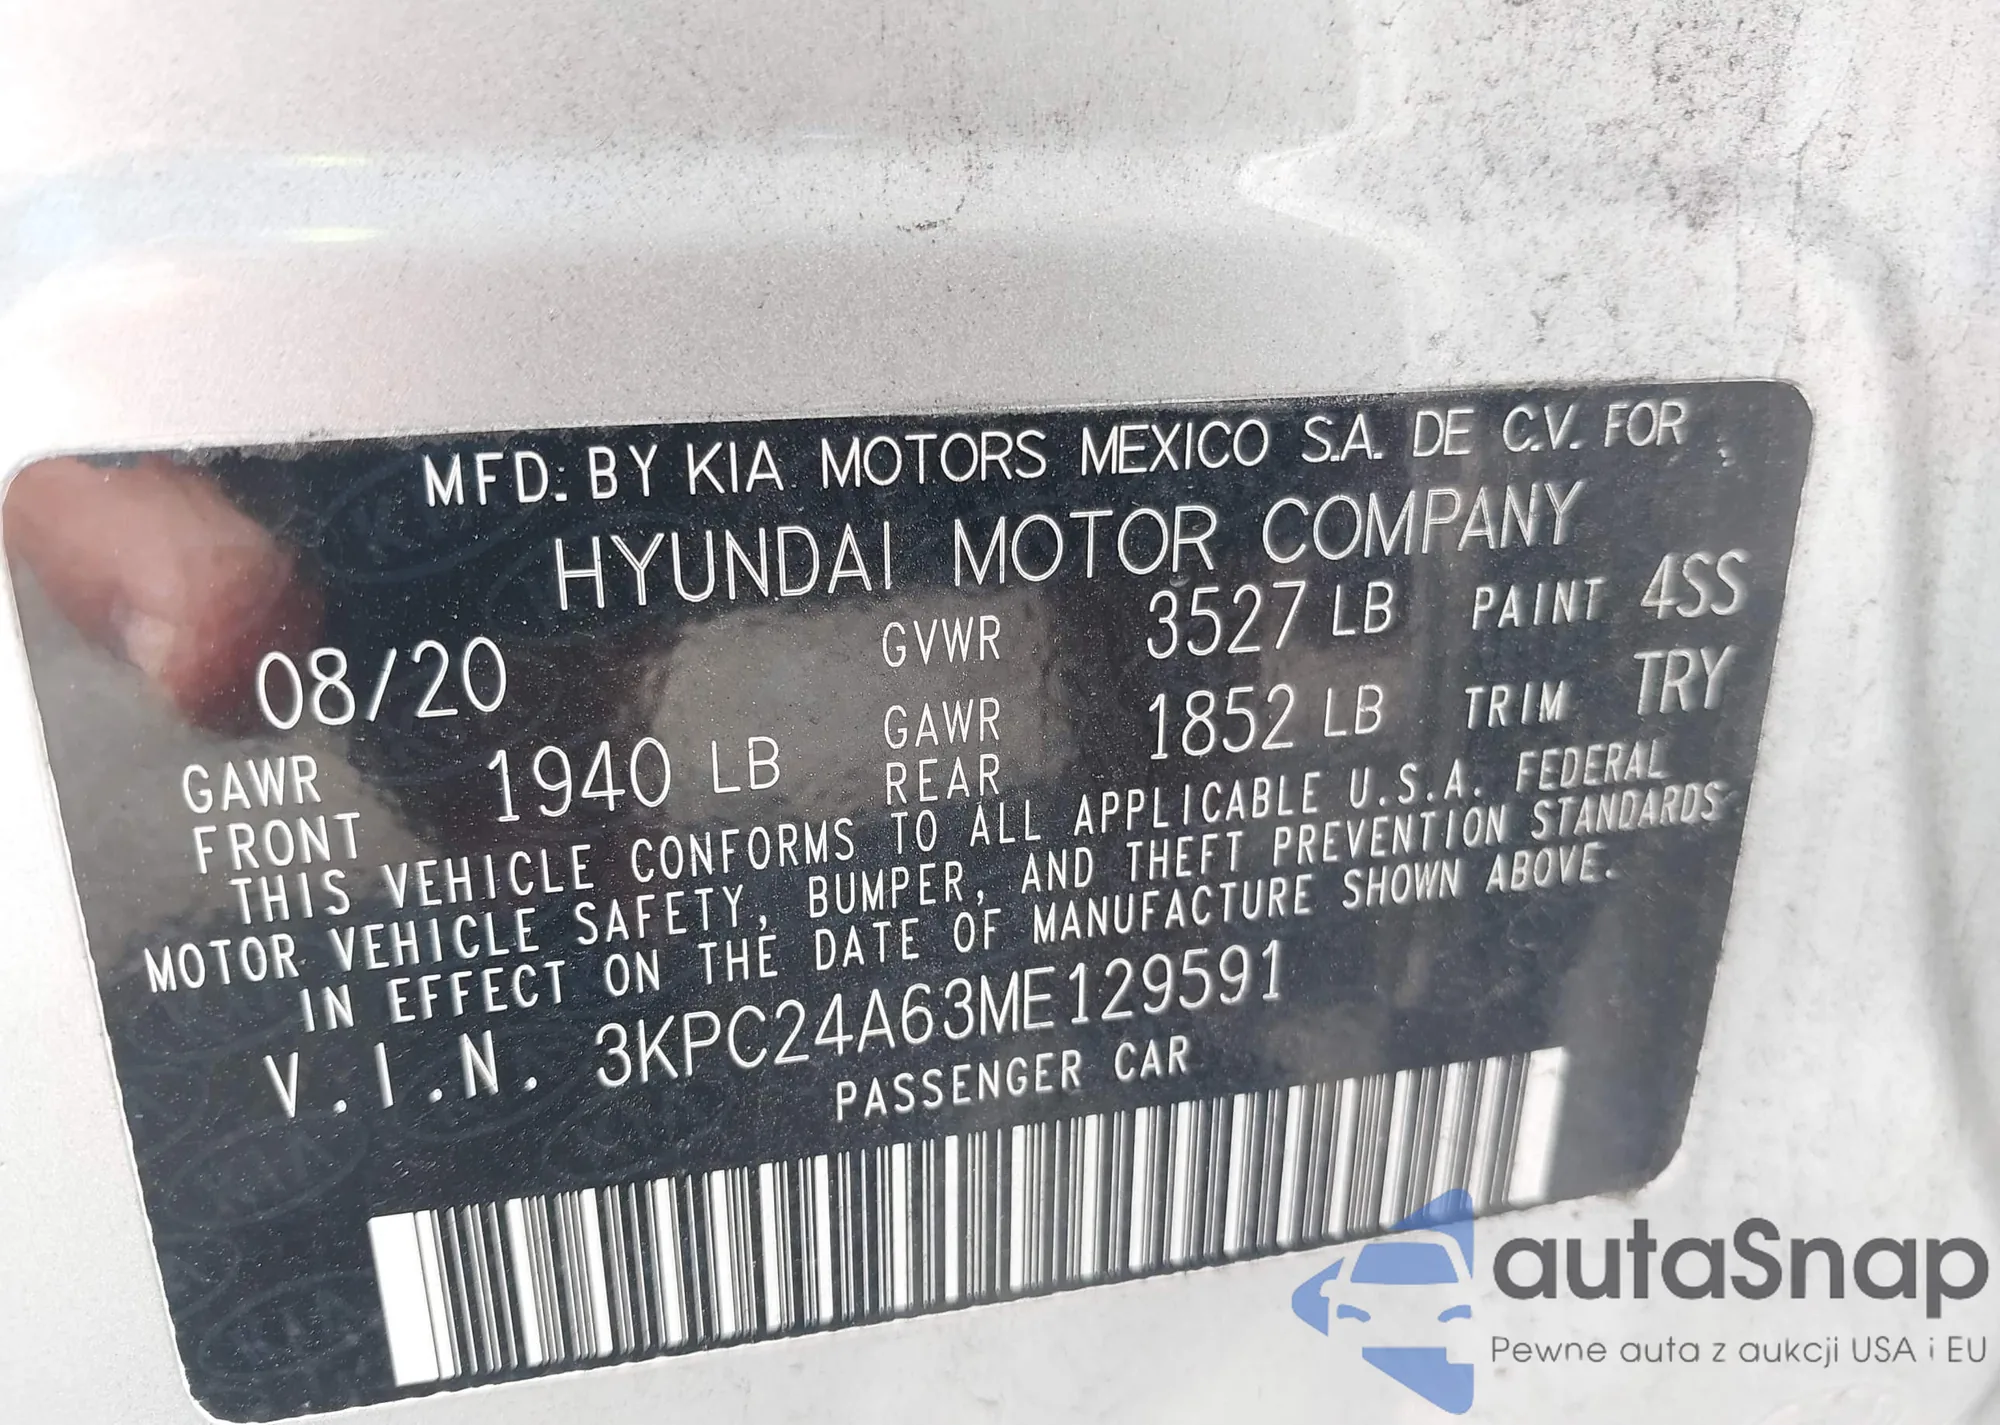 MFD. BY KIA MOTORS MEXICO S.A. DE C.V. FOR
HYUNDAI MOTOR COMPANY
08/20 GVWR 3527 LB PAINT 4SS
GAWR FRONT 1940 LB GAWR REAR 1852 LB TRIM TRY
THIS VEHICLE CONFORMS TO ALL APPLICABLE U.S.A. FEDERAL
MOTOR VEHICLE SAFETY, BUMPER, AND THEFT PREVENTION STANDARDS
IN EFFECT ON THE DATE OF MANUFACTURE SHOWN ABOVE.
V.I.N. 3KPC24A63ME129591
PASSENGER CAR
autaSnap
Pewne auta z aukcji USA i EU